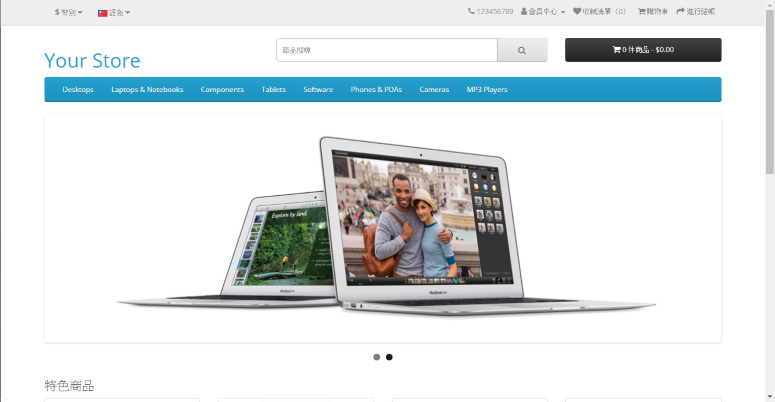 $ 幣別 語系 123456789 會員中心 收藏清單 (0) 購物車 進行結帳
Your Store
商品搜尋
0 件商品 - $0.00
Desktops Laptops & Notebooks Components Tablets Software Phones & PDAs Cameras MP3 Players
Explore by land.
MacBook Air
MacBook Air
特色商品